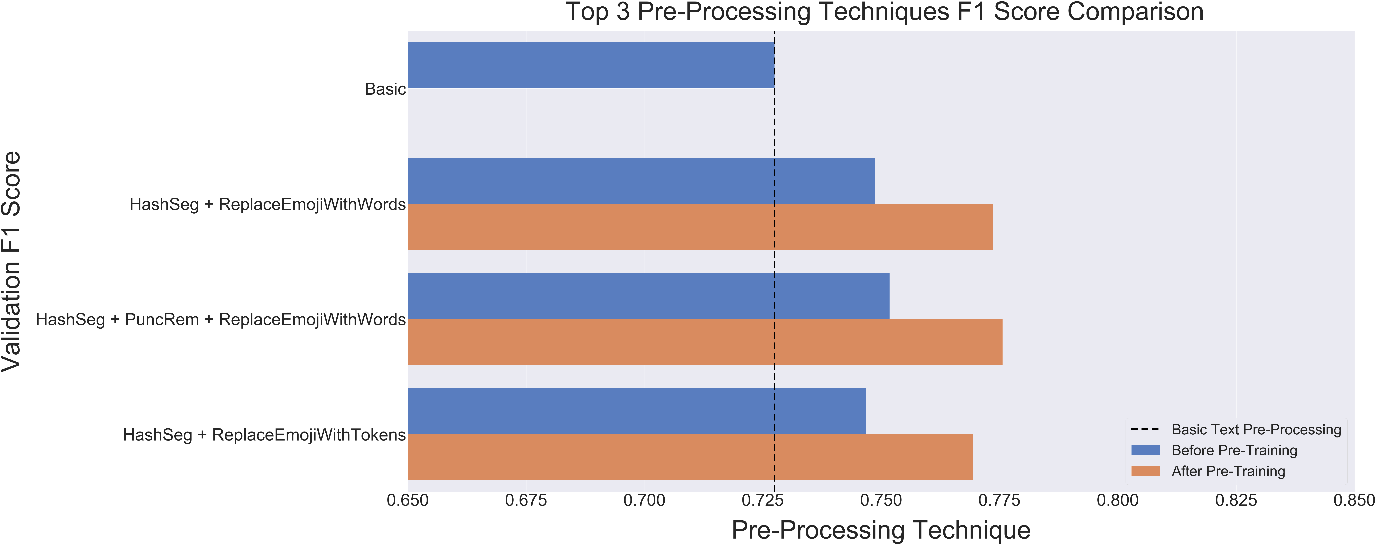 Top 3 Pre-Processing Techniques F1 Score Comparison
Validation F1 Score
Basic
HashSeg + ReplaceEmojiWithWords
HashSeg + PuncRem + ReplaceEmojiWithWords
HashSeg + ReplaceEmojiWithTokens
Basic Text Pre-Processing
Before Pre-Training
After Pre-Training
0.650 0.675 0.700 0.725 0.750 0.775 0.800 0.825 0.850
Pre-Processing Technique